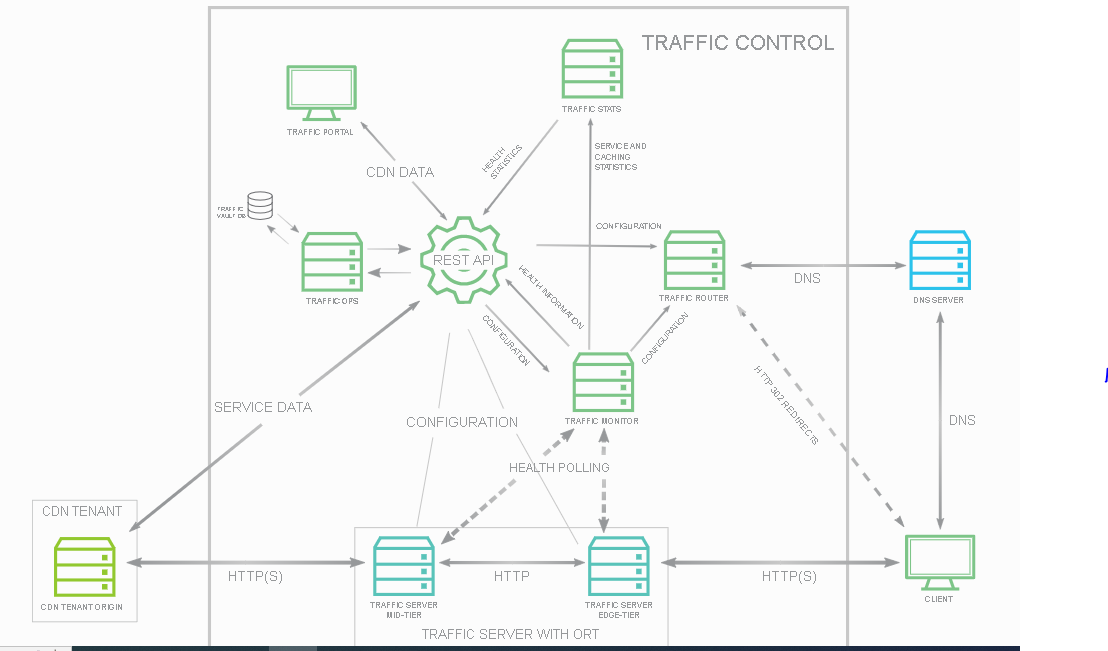 TRAFFIC CONTROL
TRAFFIC STATS
TRAFFIC PORTAL
CDN DATA
HEALTH
STATISTICS
SERVICE AND
CACHING
STATISTICS
TRAFFIC
VAULT DB
CONFIGURATION
REST API
TRAFFIC OPS
HEALTH INFORMATION
TRAFFIC ROUTER
DNS
DNS SERVER
CONFIGURATION
CONFIGURATION
SERVICE DATA
CONFIGURATION
TRAFFIC MONITOR
HTTP 302 REDIRECTS
DNS
HEALTH POLLING
CDN TENANT
HTTP(S)
HTTP
HTTP(S)
CDN TENANT ORIGIN
TRAFFIC SERVER
MID-TIER
TRAFFIC SERVER
EDGE-TIER
CLIENT
TRAFFIC SERVER WITH ORT